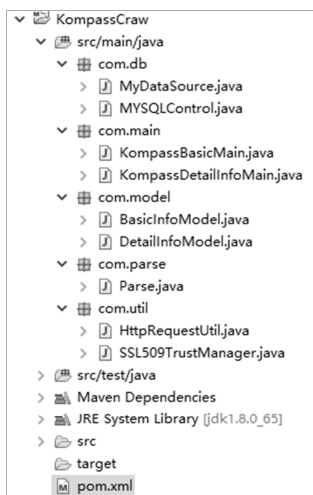 KompassCraw
src/main/java
com.db
MyDataSource.java
MYSQLControl.java
com.main
KompassBasicMain.java
KompassDetailInfoMain.java
com.model
BasicInfoModel.java
DetailInfoModel.java
com.parse
Parse.java
com.util
HttpRequestUtil.java
SSL509TrustManager.java
src/test/java
Maven Dependencies
JRE System Library [jdk1.8.0_65]
src
target
pom.xml